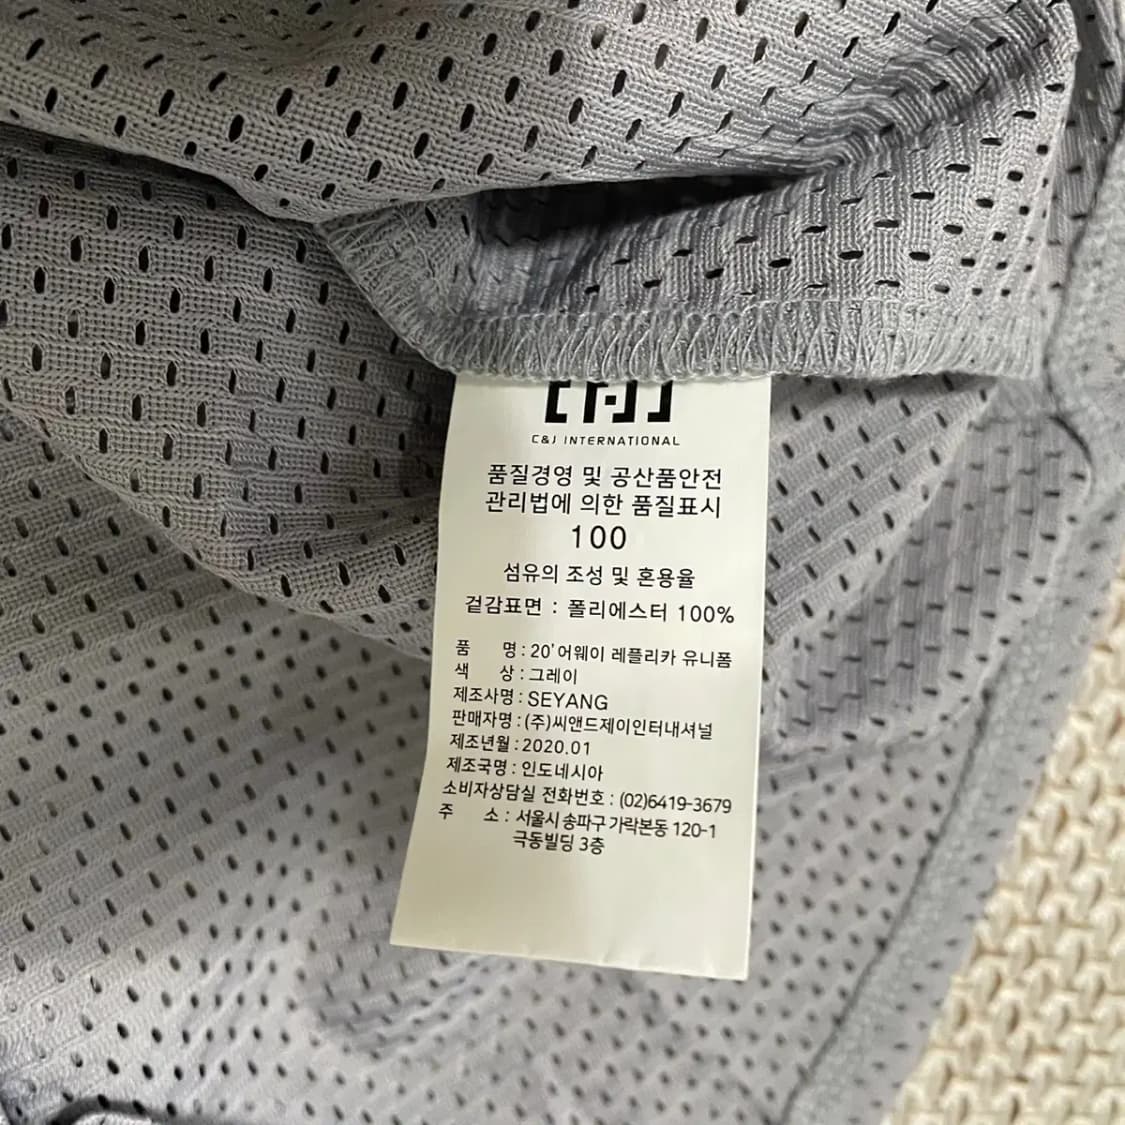 C&J INTERNATIONAL
품질경영 및 공산품안전
관리법에 의한 품질표시
100
섬유의 조성 및 혼용율
겉감표면 : 폴리에스터 100%
품 명 : 20' 어웨이 레플리카 유니폼
색 상 : 그레이
제조사명 : SEYANG
판매자명 : (주)씨앤드제이인터내셔널
제조년월 : 2020.01
제조국명 : 인도네시아
소비자상담실 전화번호 : (02)6419-3679
주 소 : 서울시 송파구 가락본동 120-1
극동빌딩 3층